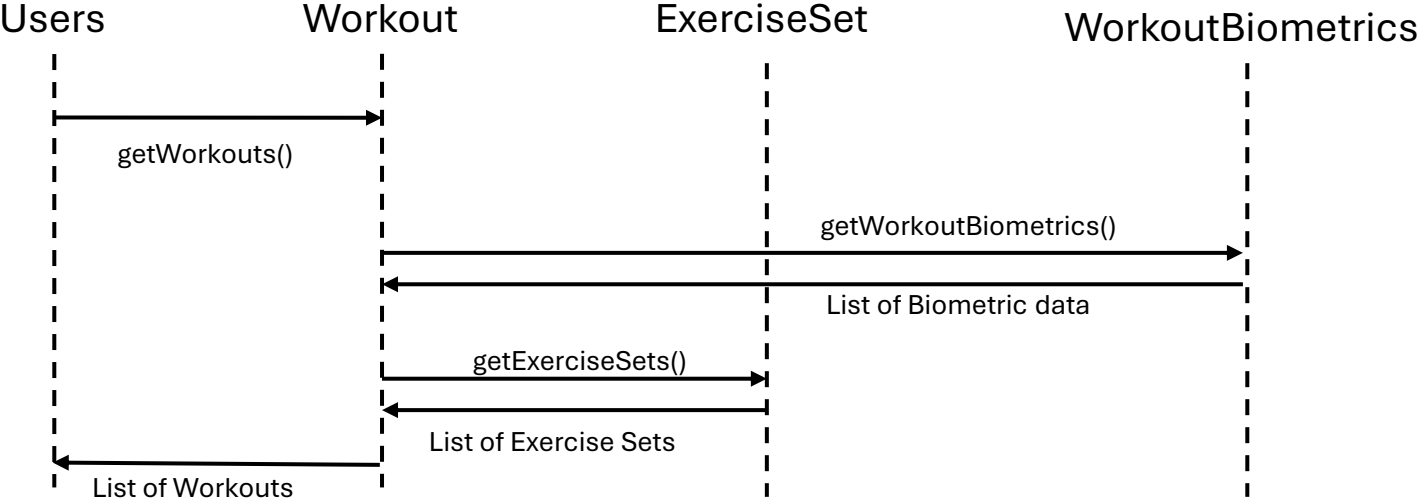 Users
Workout
ExerciseSet
WorkoutBiometrics
getWorkouts()
getWorkoutBiometrics()
List of Biometric data
getExerciseSets()
List of Exercise Sets
List of Workouts